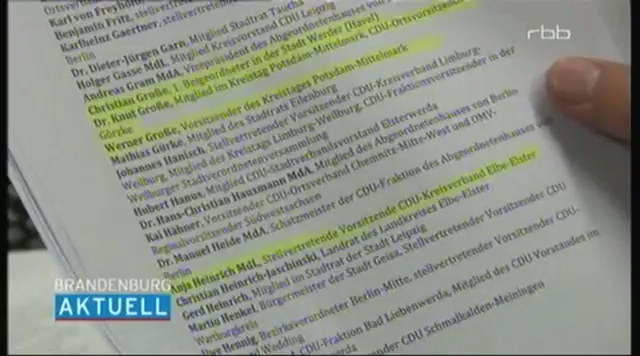 Karl von Freyhold
Benjamin Fritz, stellvertretender
Karlheinz Gaertner, stellvertretender
Berlin
Dr. Dieter-Jürgen Garn, Mitglied Stadtrat Taucha
Holger Gasse MdL, Mitglied Kreisvorstand CDU Leipzig
Andreas Gram MdA, Vizepräsident des Abgeordnetenhauses von
Christian Große, 1. Beigeordneter in der Stadt Werder (Havel)
Dr. Knut Große, Mitglied im Kreistag Potsdam-Mittelmark, CDU-Ortsvorsitzender
Görzke
Werner Große, Vorsitzender des Kreistages Potsdam-Mittelmark
Mathias Gürke, Mitglied des Stadtrats Eilenburg
Johannes Hanisch, Stellvertretender Vorsitzender CDU-Kreisverband Limburg-
Weilburg, Mitglied des Kreistags Limburg-Weilburg, CDU-Fraktionsvorsitzender in der
Weilburger Stadtverordnetenversammlung
Hubert Hanus, Mitglied CDU-Stadtverbandsvorstand Elsterwerda
Dr. Hans-Christian Hausmann MdA, Mitglied des Abgeordnetenhauses von Berlin
Kai Hähner, Vorsitzender CDU-Ortsverband Chemnitz-Mitte-West und OMV-
Regionalvorsitzender Südwestsachsen
Dr. Manuel Heide MdA, Schatzmeister der CDU-Fraktion des Abgeordnetenhauses von
Berlin
Anja Heinrich MdL, Stellvertretende Vorsitzende CDU-Kreisverband Elbe-Elster
Christian Heinrich-Jaschinski, Landrat des Landkreises Elbe-Elster
Gerd Heinrich, Mitglied im Stadtrat der Stadt Leipzig
Martin Henkel, Bürgermeister der Stadt Geisa, Stellvertretender Vorsitzender CDU
Wartburgkreis
Uwe Hennig, Bezirksverordneter Berlin-Mitte, stellvertretender Vorsitzender CDU-
Wedding
CDU-Fraktion Bad Liebenwerda, Mitglied des CDU Vorstandes im
Vorsitzender CDU Schmalkalden-Meiningen
rbb
BRANDENBURG
AKTUELL